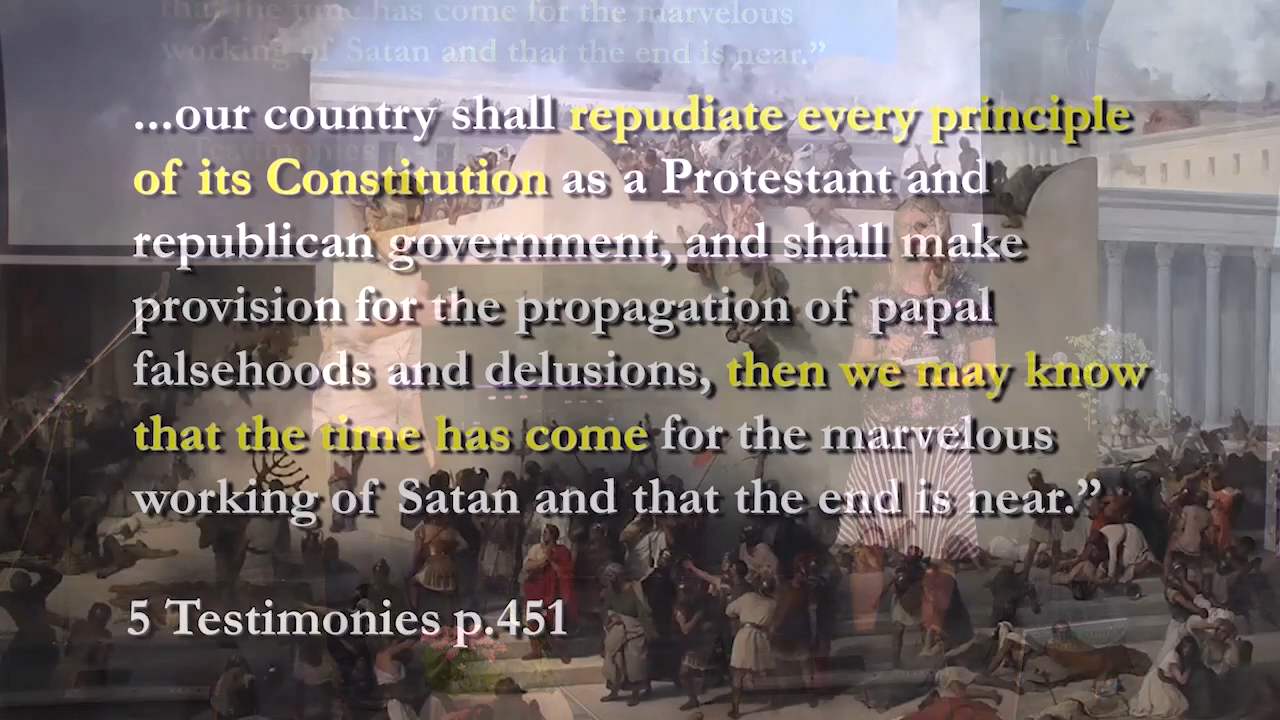 that the time has come for the marvelous
working of Satan and that the end is near.”
...our country shall repudiate every principle
of its Constitution as a Protestant and
republican government, and shall make
provision for the propagation of papal
falsehoods and delusions, then we may know
that the time has come for the marvelous
working of Satan and that the end is near.”
5 Testimonies p.451